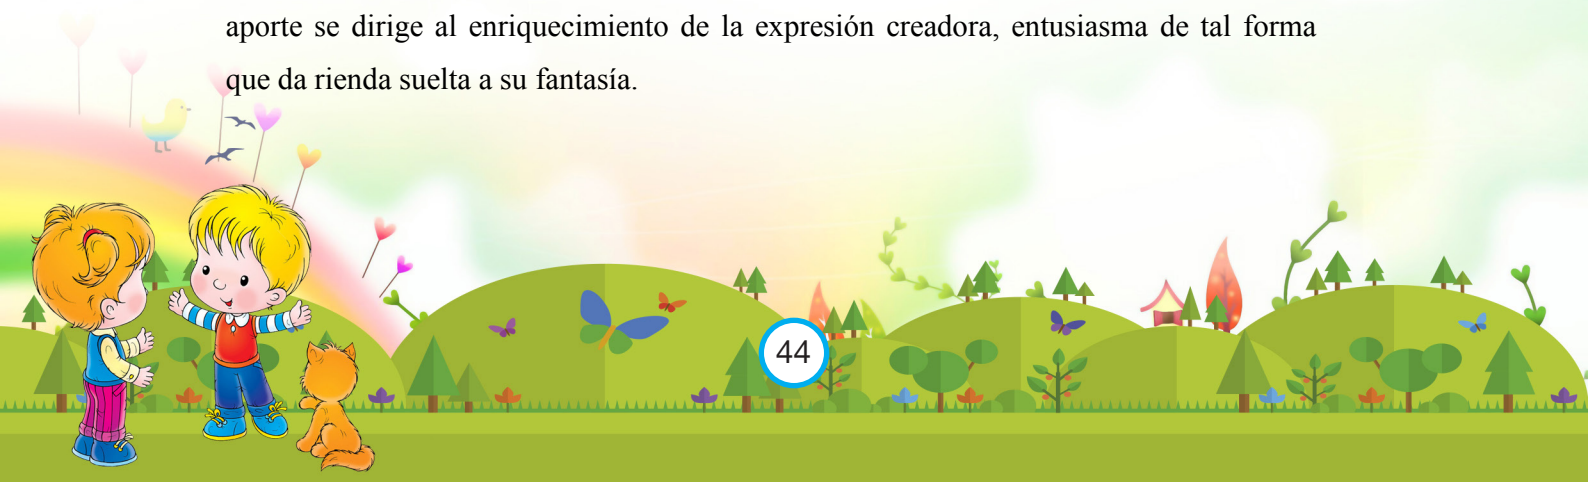 aporte se dirige al enriquecimiento de la expresión creadora, entusiasma de tal forma
que da rienda suelta a su fantasía.
44